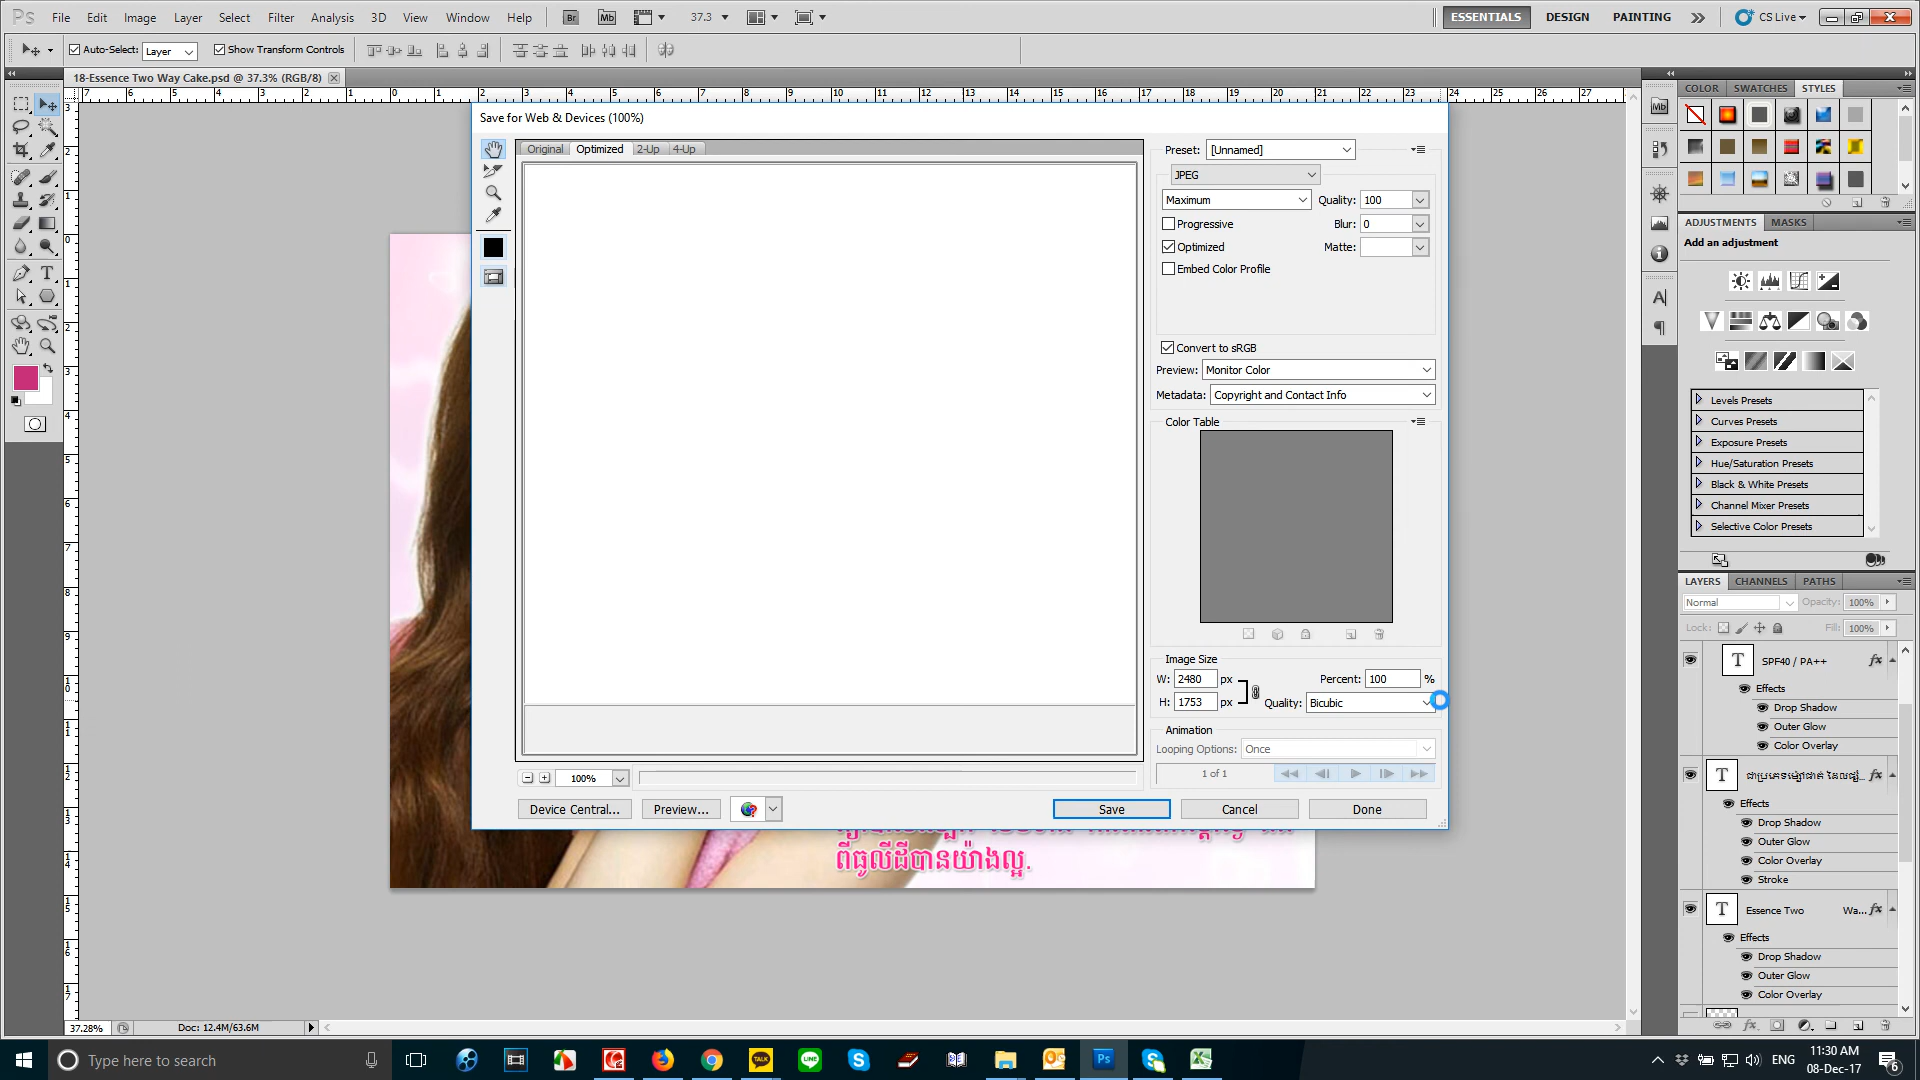 Ps File Edit Image Layer Select Filter Analysis 3D View Window Help Br Mb 37.3 ESSENTIALS DESIGN PAINTING CS Live
Auto-Select: Layer Show Transform Controls
18-Essence Two Way Cake.psd @ 37.3% (RGB/8)
Save for Web & Devices (100%)
Original Optimized 2-Up 4-Up
Preset: [Unnamed]
JPEG
Maximum Quality: 100
Progressive Blur: 0
Optimized Matte:
Embed Color Profile
Convert to sRGB
Preview: Monitor Color
Metadata: Copyright and Contact Info
Color Table
Image Size
W: 2480 px Percent: 100 %
H: 1753 px Quality: Bicubic
Animation
Looping Options: Once
1 of 1
100%
Device Central... Preview... Save Cancel Done
ពីធូលីដីបានយ៉ាងល្អ.
COLOR SWATCHES STYLES
ADJUSTMENTS MASKS
Add an adjustment
Levels Presets
Curves Presets
Exposure Presets
Hue/Saturation Presets
Black & White Presets
Channel Mixer Presets
Selective Color Presets
LAYERS CHANNELS PATHS
Normal Opacity: 100%
Lock: Fill: 100%
T SPF40 / PA++ fx
Effects
Drop Shadow
Outer Glow
Color Overlay
Effects
Drop Shadow
Outer Glow
Color Overlay
Stroke
T Essence Two Wa... fx
Effects
Drop Shadow
Outer Glow
Color Overlay
37.28% Doc: 12.4M/63.6M
Type here to search
ENG
11:30 AM
08-Dec-17
6